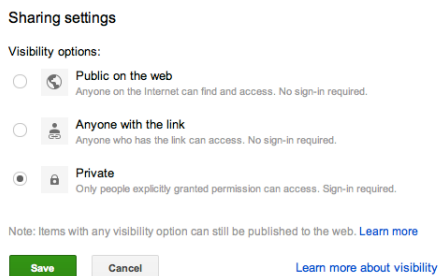 Sharing settings
Visibility options:
Public on the web
Anyone on the Internet can find and access. No sign-in required.
Anyone with the link
Anyone who has the link can access. No sign-in required.
Private
Only people explicitly granted permission can access. Sign-in required.
Note: Items with any visibility option can still be published to the web. Learn more
Save Cancel Learn more about visibility